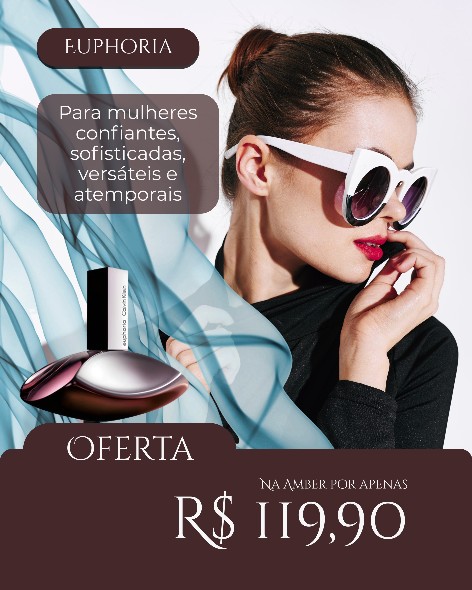 EUPHORIA
Para mulheres
confiantes,
sofisticadas,
versáteis e
atemporais
euphoria Calvin Klein
OFERTA
NA AMBER POR APENAS
R$ 119,90